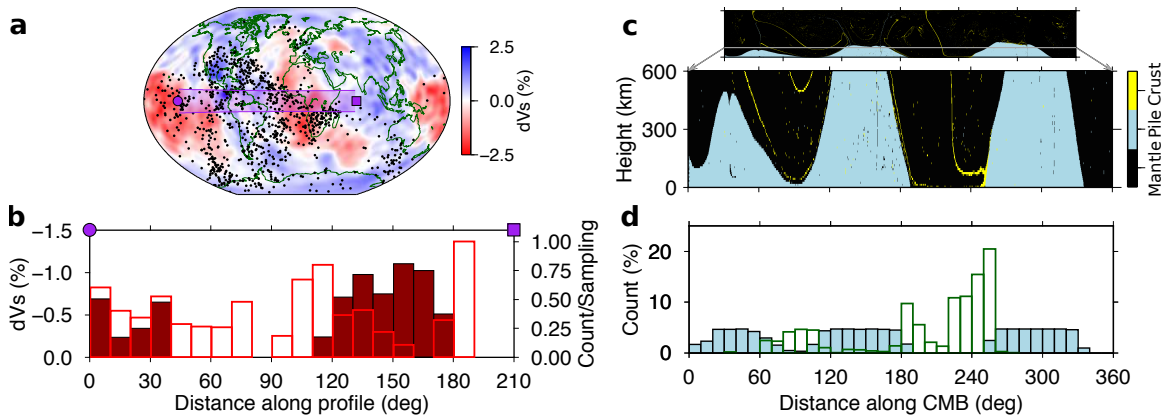 a
2.5
0.0
−2.5
dVs (%)
b
−1.5
−1.0
−0.5
0.0
dVs (%)
1.00
0.75
0.50
0.25
0.00
Count/Sampling
0 30 60 90 120 150 180 210
Distance along profile (deg)
c
600
300
0
Height (km)
Mantle Pile Crust
d
20
10
0
Count (%)
0 60 120 180 240 300 360
Distance along CMB (deg)